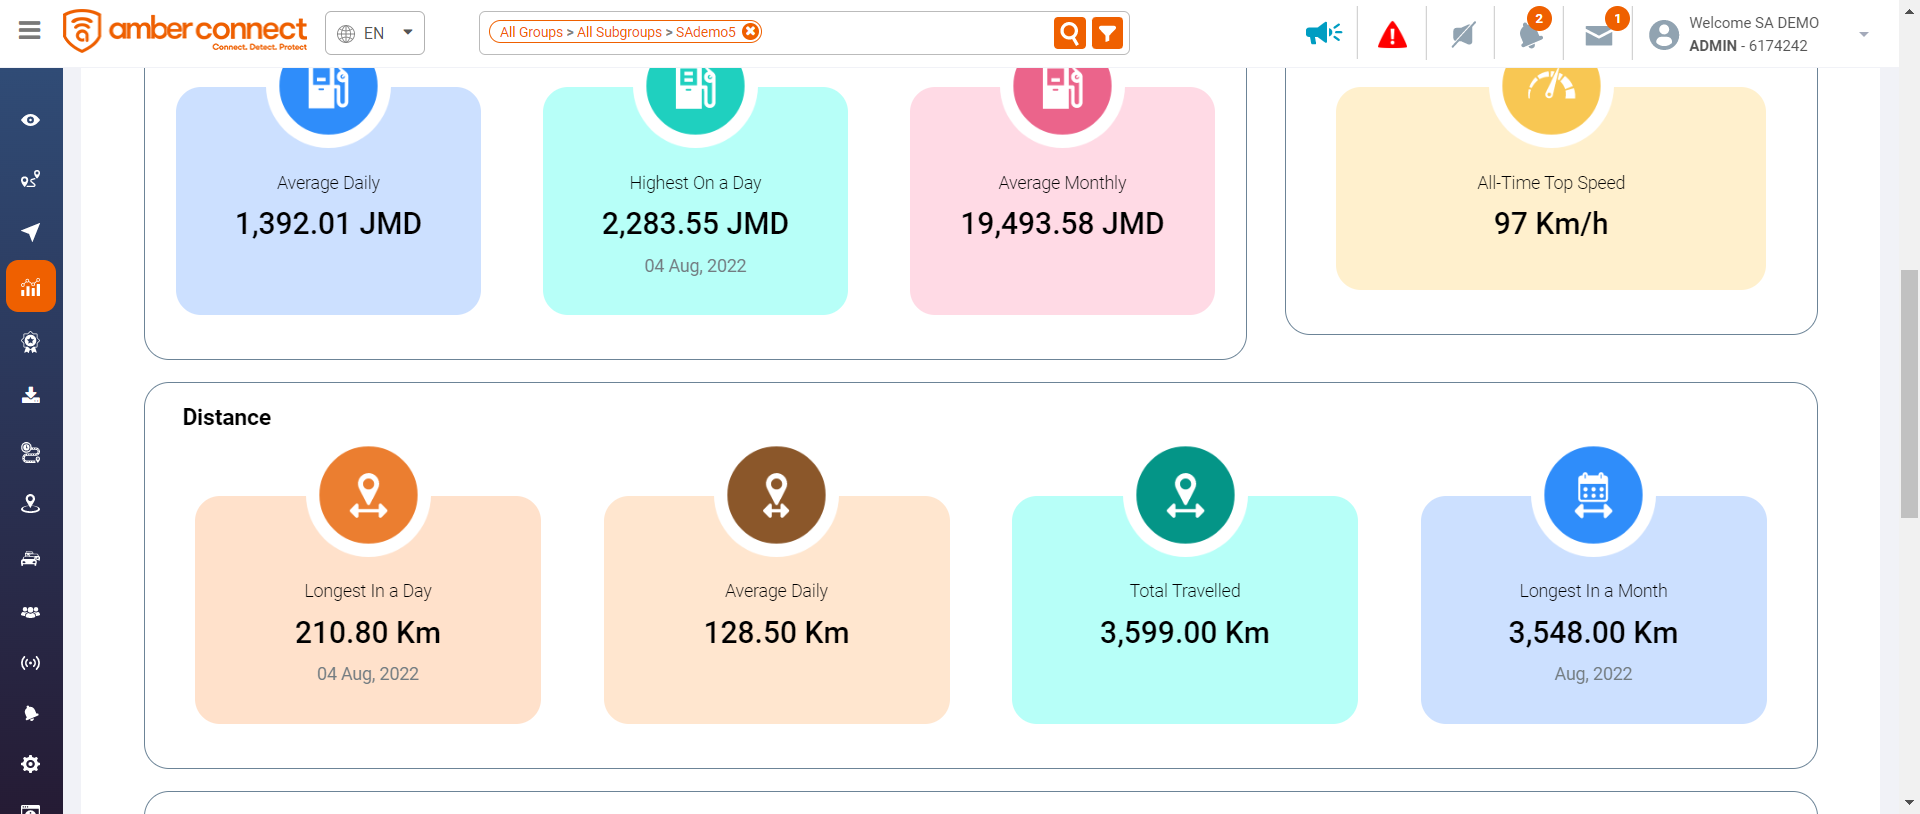 amber connect
Connect. Detect. Protect
EN
All Groups > All Subgroups > SAdemo5
2
1
Welcome SA DEMO
ADMIN - 6174242
Average Daily
1,392.01 JMD
Highest On a Day
2,283.55 JMD
04 Aug, 2022
Average Monthly
19,493.58 JMD
All-Time Top Speed
97 Km/h
Distance
Longest In a Day
210.80 Km
04 Aug, 2022
Average Daily
128.50 Km
Total Travelled
3,599.00 Km
Longest In a Month
3,548.00 Km
Aug, 2022